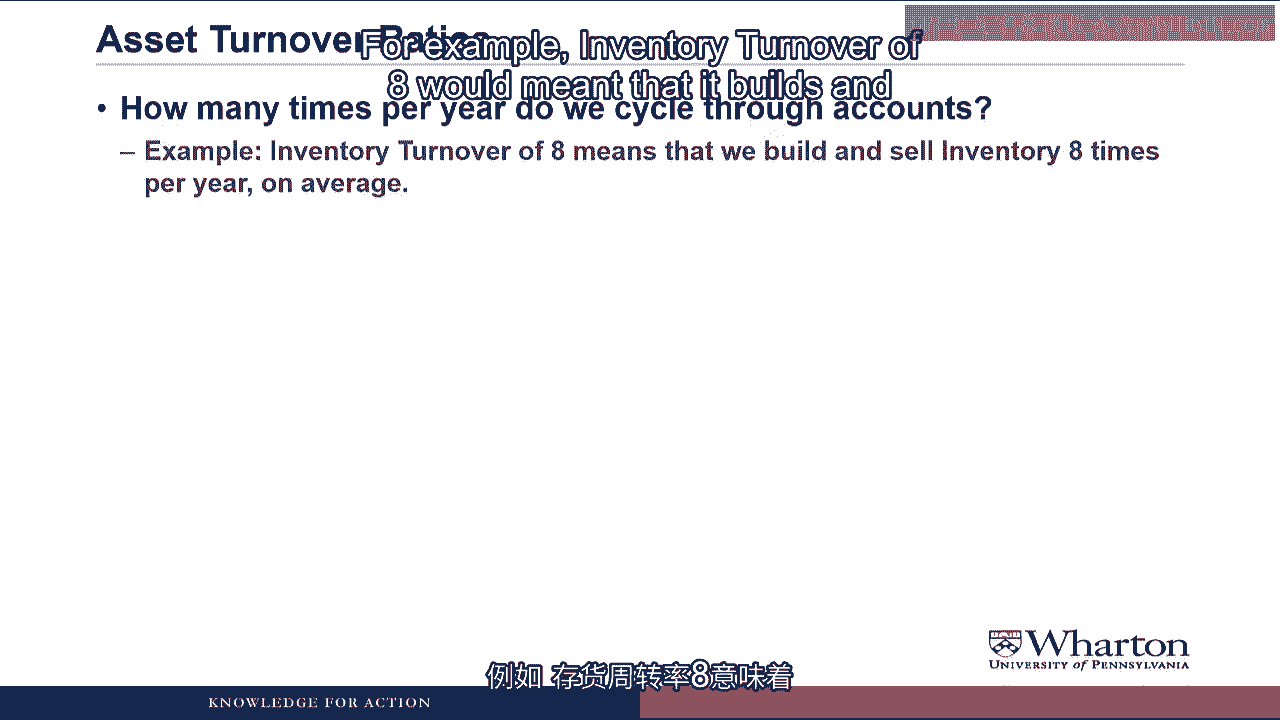 Asset Turnover Ratios
For example, Inventory Turnover of
8 would meant that it builds and
• How many times per year do we cycle through accounts?
– Example: Inventory Turnover of 8 means that we build and sell Inventory 8 times
per year, on average.
Wharton
UNIVERSITY of PENNSYLVANIA
例如 存货周转率8意味着
KNOWLEDGE FOR ACTION